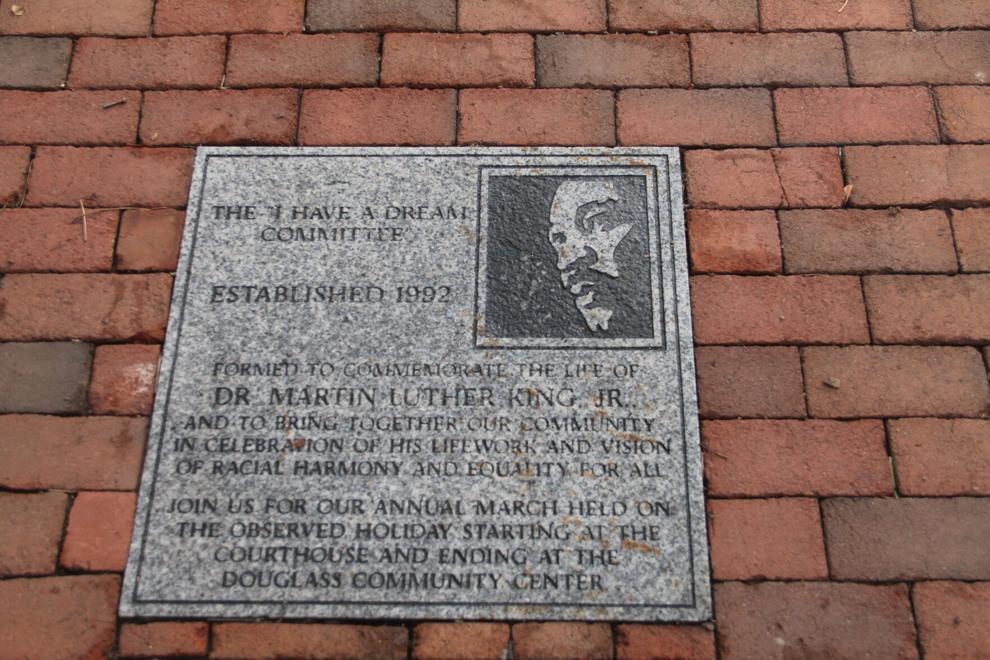 THE "I HAVE A DREAM
COMMITTEE"
ESTABLISHED 1992
FORMED TO COMMEMORATE THE LIFE OF
DR. MARTIN LUTHER KING, JR.
AND TO BRING TOGETHER OUR COMMUNITY
IN CELEBRATION OF HIS LIFEWORK AND VISION
OF RACIAL HARMONY AND EQUALITY FOR ALL
JOIN US FOR OUR ANNUAL MARCH HELD ON
THE OBSERVED HOLIDAY STARTING AT THE
COURTHOUSE AND ENDING AT THE
DOUGLASS COMMUNITY CENTER